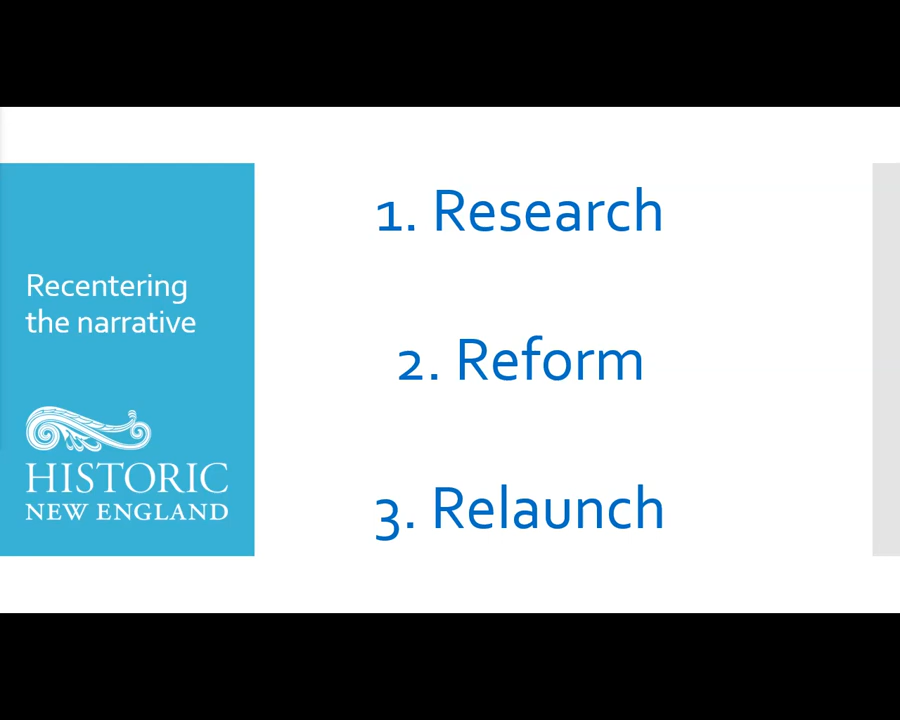 Recentering
the narrative
HISTORIC
NEW ENGLAND
1. Research
2. Reform
3. Relaunch